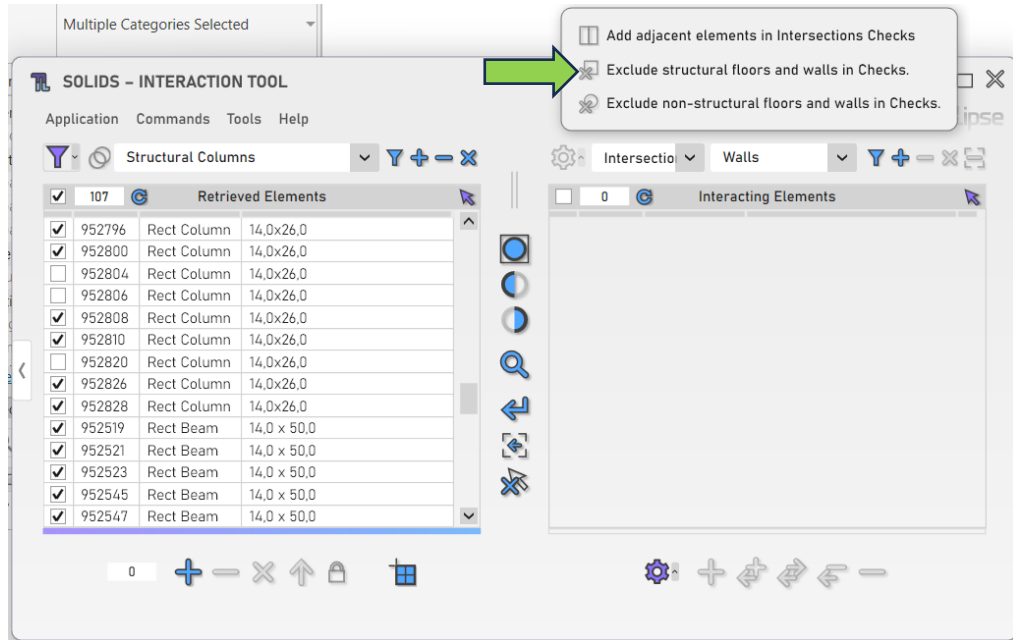 Multiple Categories Selected
Add adjacent elements in Intersections Checks
Exclude structural floors and walls in Checks.
Exclude non-structural floors and walls in Checks.
SOLIDS – INTERACTION TOOL
Application Commands Tools Help
Structural Columns
Walls
107 Retrieved Elements
0 Interacting Elements
952796 Rect Column 14,0x26,0
952800 Rect Column 14,0x26,0
952804 Rect Column 14,0x26,0
952806 Rect Column 14,0x26,0
952808 Rect Column 14,0x26,0
952810 Rect Column 14,0x26,0
952820 Rect Column 14,0x26,0
952826 Rect Column 14,0x26,0
952828 Rect Column 14,0x26,0
952519 Rect Beam 14,0 x 50,0
952521 Rect Beam 14,0 x 50,0
952523 Rect Beam 14,0 x 50,0
952545 Rect Beam 14,0 x 50,0
952547 Rect Beam 14,0 x 50,0
0